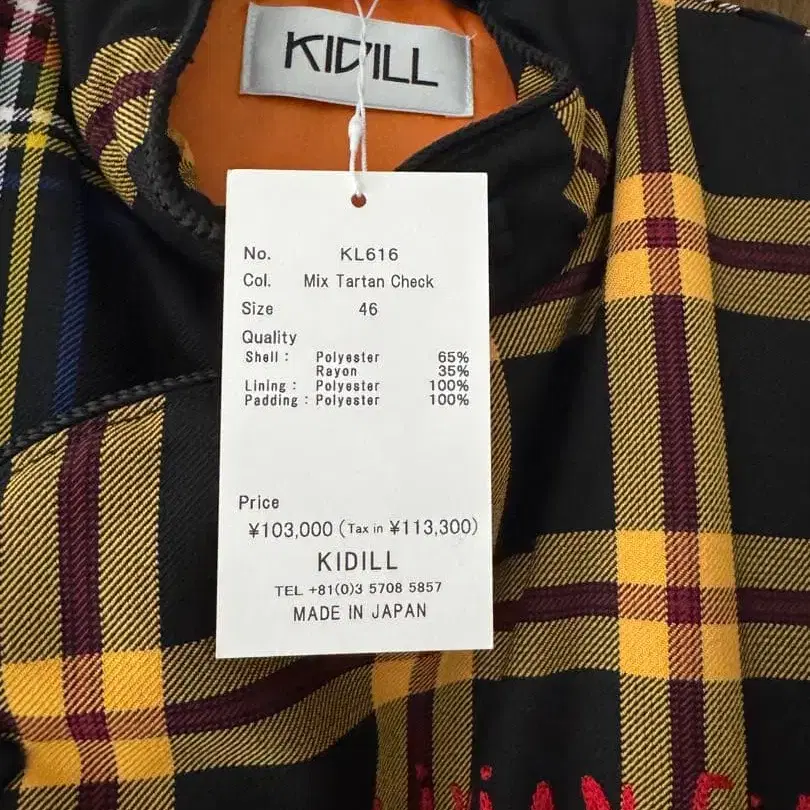 KIDILL
No. KL616
Col. Mix Tartan Check
Size 46
Quality
Shell : Polyester 65%
Rayon 35%
Lining : Polyester 100%
Padding : Polyester 100%
Price
¥103,000 (Tax in ¥113,300)
KIDILL
TEL +81(0)3 5708 5857
MADE IN JAPAN